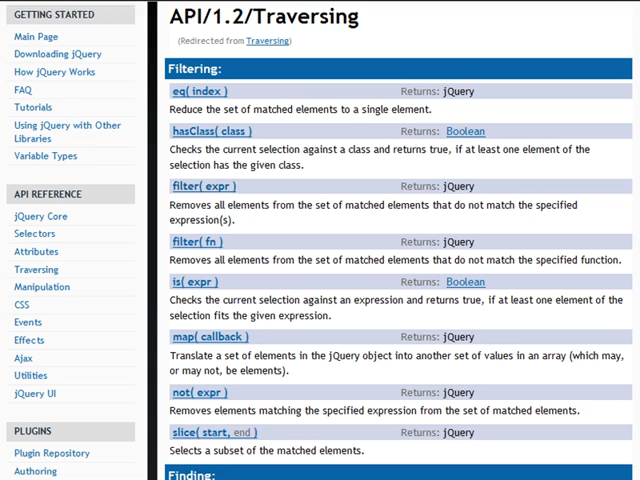 GETTING STARTED
Main Page
Downloading jQuery
How jQuery Works
FAQ
Tutorials
Using jQuery with Other
Libraries
Variable Types
API REFERENCE
jQuery Core
Selectors
Attributes
Traversing
Manipulation
CSS
Events
Effects
Ajax
Utilities
jQuery UI
PLUGINS
Plugin Repository
Authoring
API/1.2/Traversing
(Redirected from Traversing)
Filtering:
eq( index ) Returns: jQuery
Reduce the set of matched elements to a single element.
hasClass( class ) Returns: Boolean
Checks the current selection against a class and returns true, if at least one element of the
selection has the given class.
filter( expr ) Returns: jQuery
Removes all elements from the set of matched elements that do not match the specified
expression(s).
filter( fn ) Returns: jQuery
Removes all elements from the set of matched elements that do not match the specified function.
is( expr ) Returns: Boolean
Checks the current selection against an expression and returns true, if at least one element of the
selection fits the given expression.
map( callback ) Returns: jQuery
Translate a set of elements in the jQuery object into another set of values in an array (which may,
or may not, be elements).
not( expr ) Returns: jQuery
Removes elements matching the specified expression from the set of matched elements.
slice( start, end ) Returns: jQuery
Selects a subset of the matched elements.
Finding: